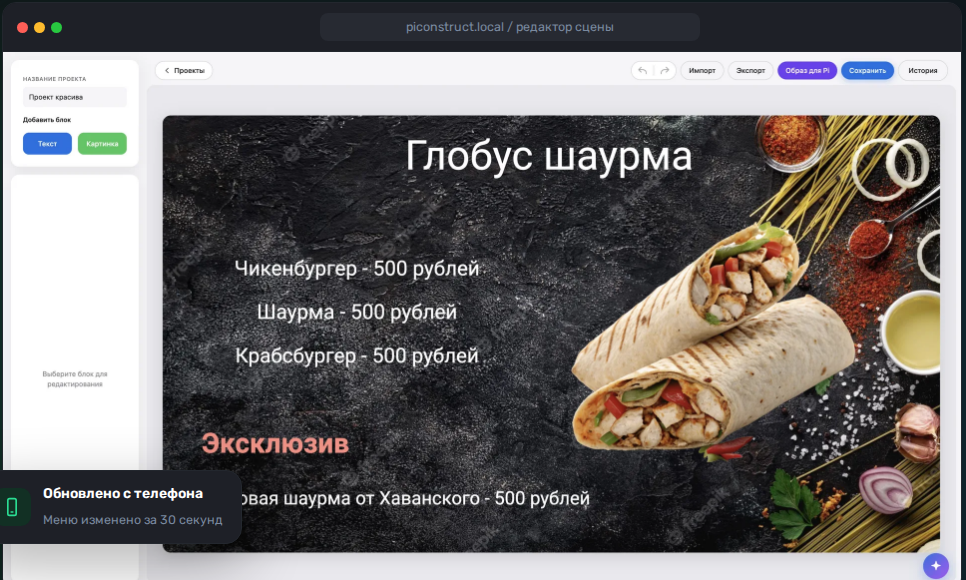 piconstruct.local / редактор сцены
НАЗВАНИЕ ПРОЕКТА
Проект красива
Добавить блок
Текст
Картинка
Выберите блок для
редактирования
Проекты
Импорт
Экспорт
Образ для Pi
Сохранить
История
Глобус шаурма
Чикенбургер - 500 рублей
Шаурма - 500 рублей
Крабсбургер - 500 рублей
Эксклюзив
шаурма от Хаванского - 500 рублей
Обновлено с телефона
Меню изменено за 30 секунд